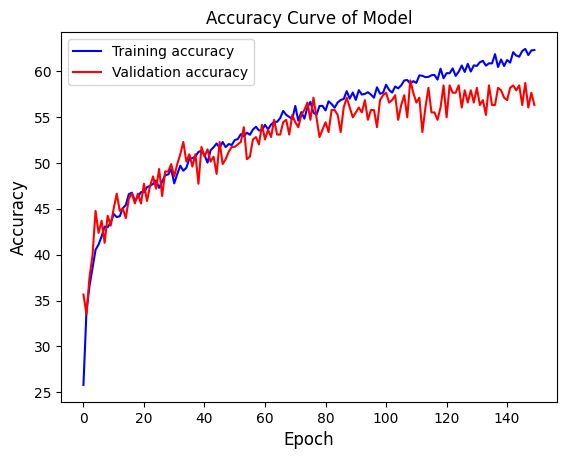 Accuracy Curve of Model
Training accuracy
Validation accuracy
Accuracy
60
55
50
45
40
35
30
25
0 20 40 60 80 100 120 140
Epoch